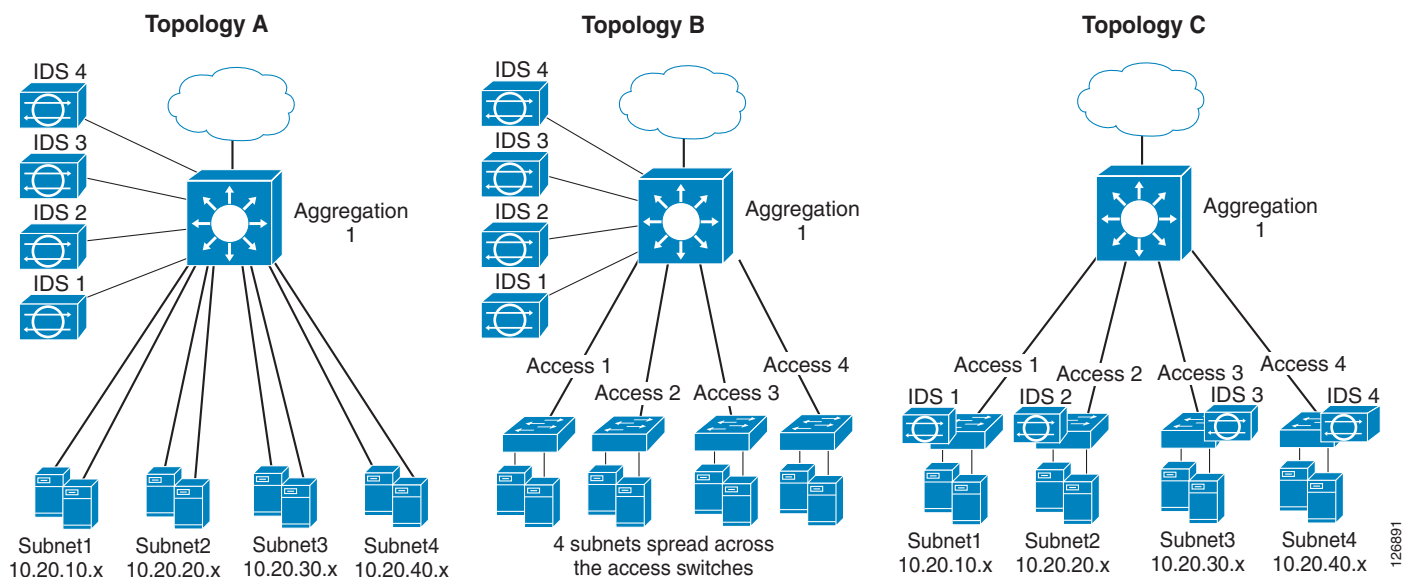 Topology A
IDS 4
IDS 3
IDS 2
IDS 1
Aggregation
1
Subnet1
10.20.10.x
Subnet2
10.20.20.x
Subnet3
10.20.30.x
Subnet4
10.20.40.x
Topology B
IDS 4
IDS 3
IDS 2
IDS 1
Aggregation
1
Access 1
Access 2
Access 3
Access 4
4 subnets spread across
the access switches
Topology C
Aggregation
1
Access 1
Access 2
Access 3
Access 4
IDS 1
IDS 2
IDS 3
IDS 4
Subnet1
10.20.10.x
Subnet2
10.20.20.x
Subnet3
10.20.30.x
Subnet4
10.20.40.x
126891